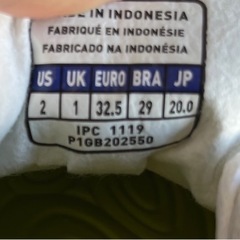 MADE IN INDONESIA
FABRIQUÉ EN INDONÉSIE
FABRICADO NA INDONÉSIA
US UK EURO BRA JP
2 1 32.5 29 20.0
IPC 1119
P1GB202550